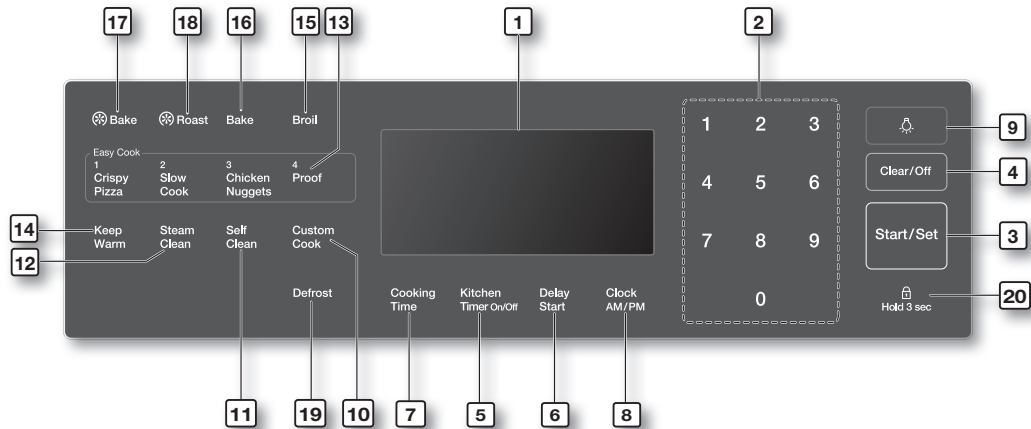 17
18
16
15
13
1
2
Bake
Roast
Bake
Broil
Easy Cook
1
Crispy
Pizza
2
Slow
Cook
3
Chicken
Nuggets
4
Proof
14
Keep
Warm
12
Steam
Clean
Self
Clean
Custom
Cook
Defrost
Cooking
Time
Kitchen
Timer On/Off
Delay
Start
Clock
AM/PM
1 2 3
4 5 6
7 8 9
0
9
Clear/Off
4
Start/Set
3
Hold 3 sec
20
11
19
10
7
5
6
8